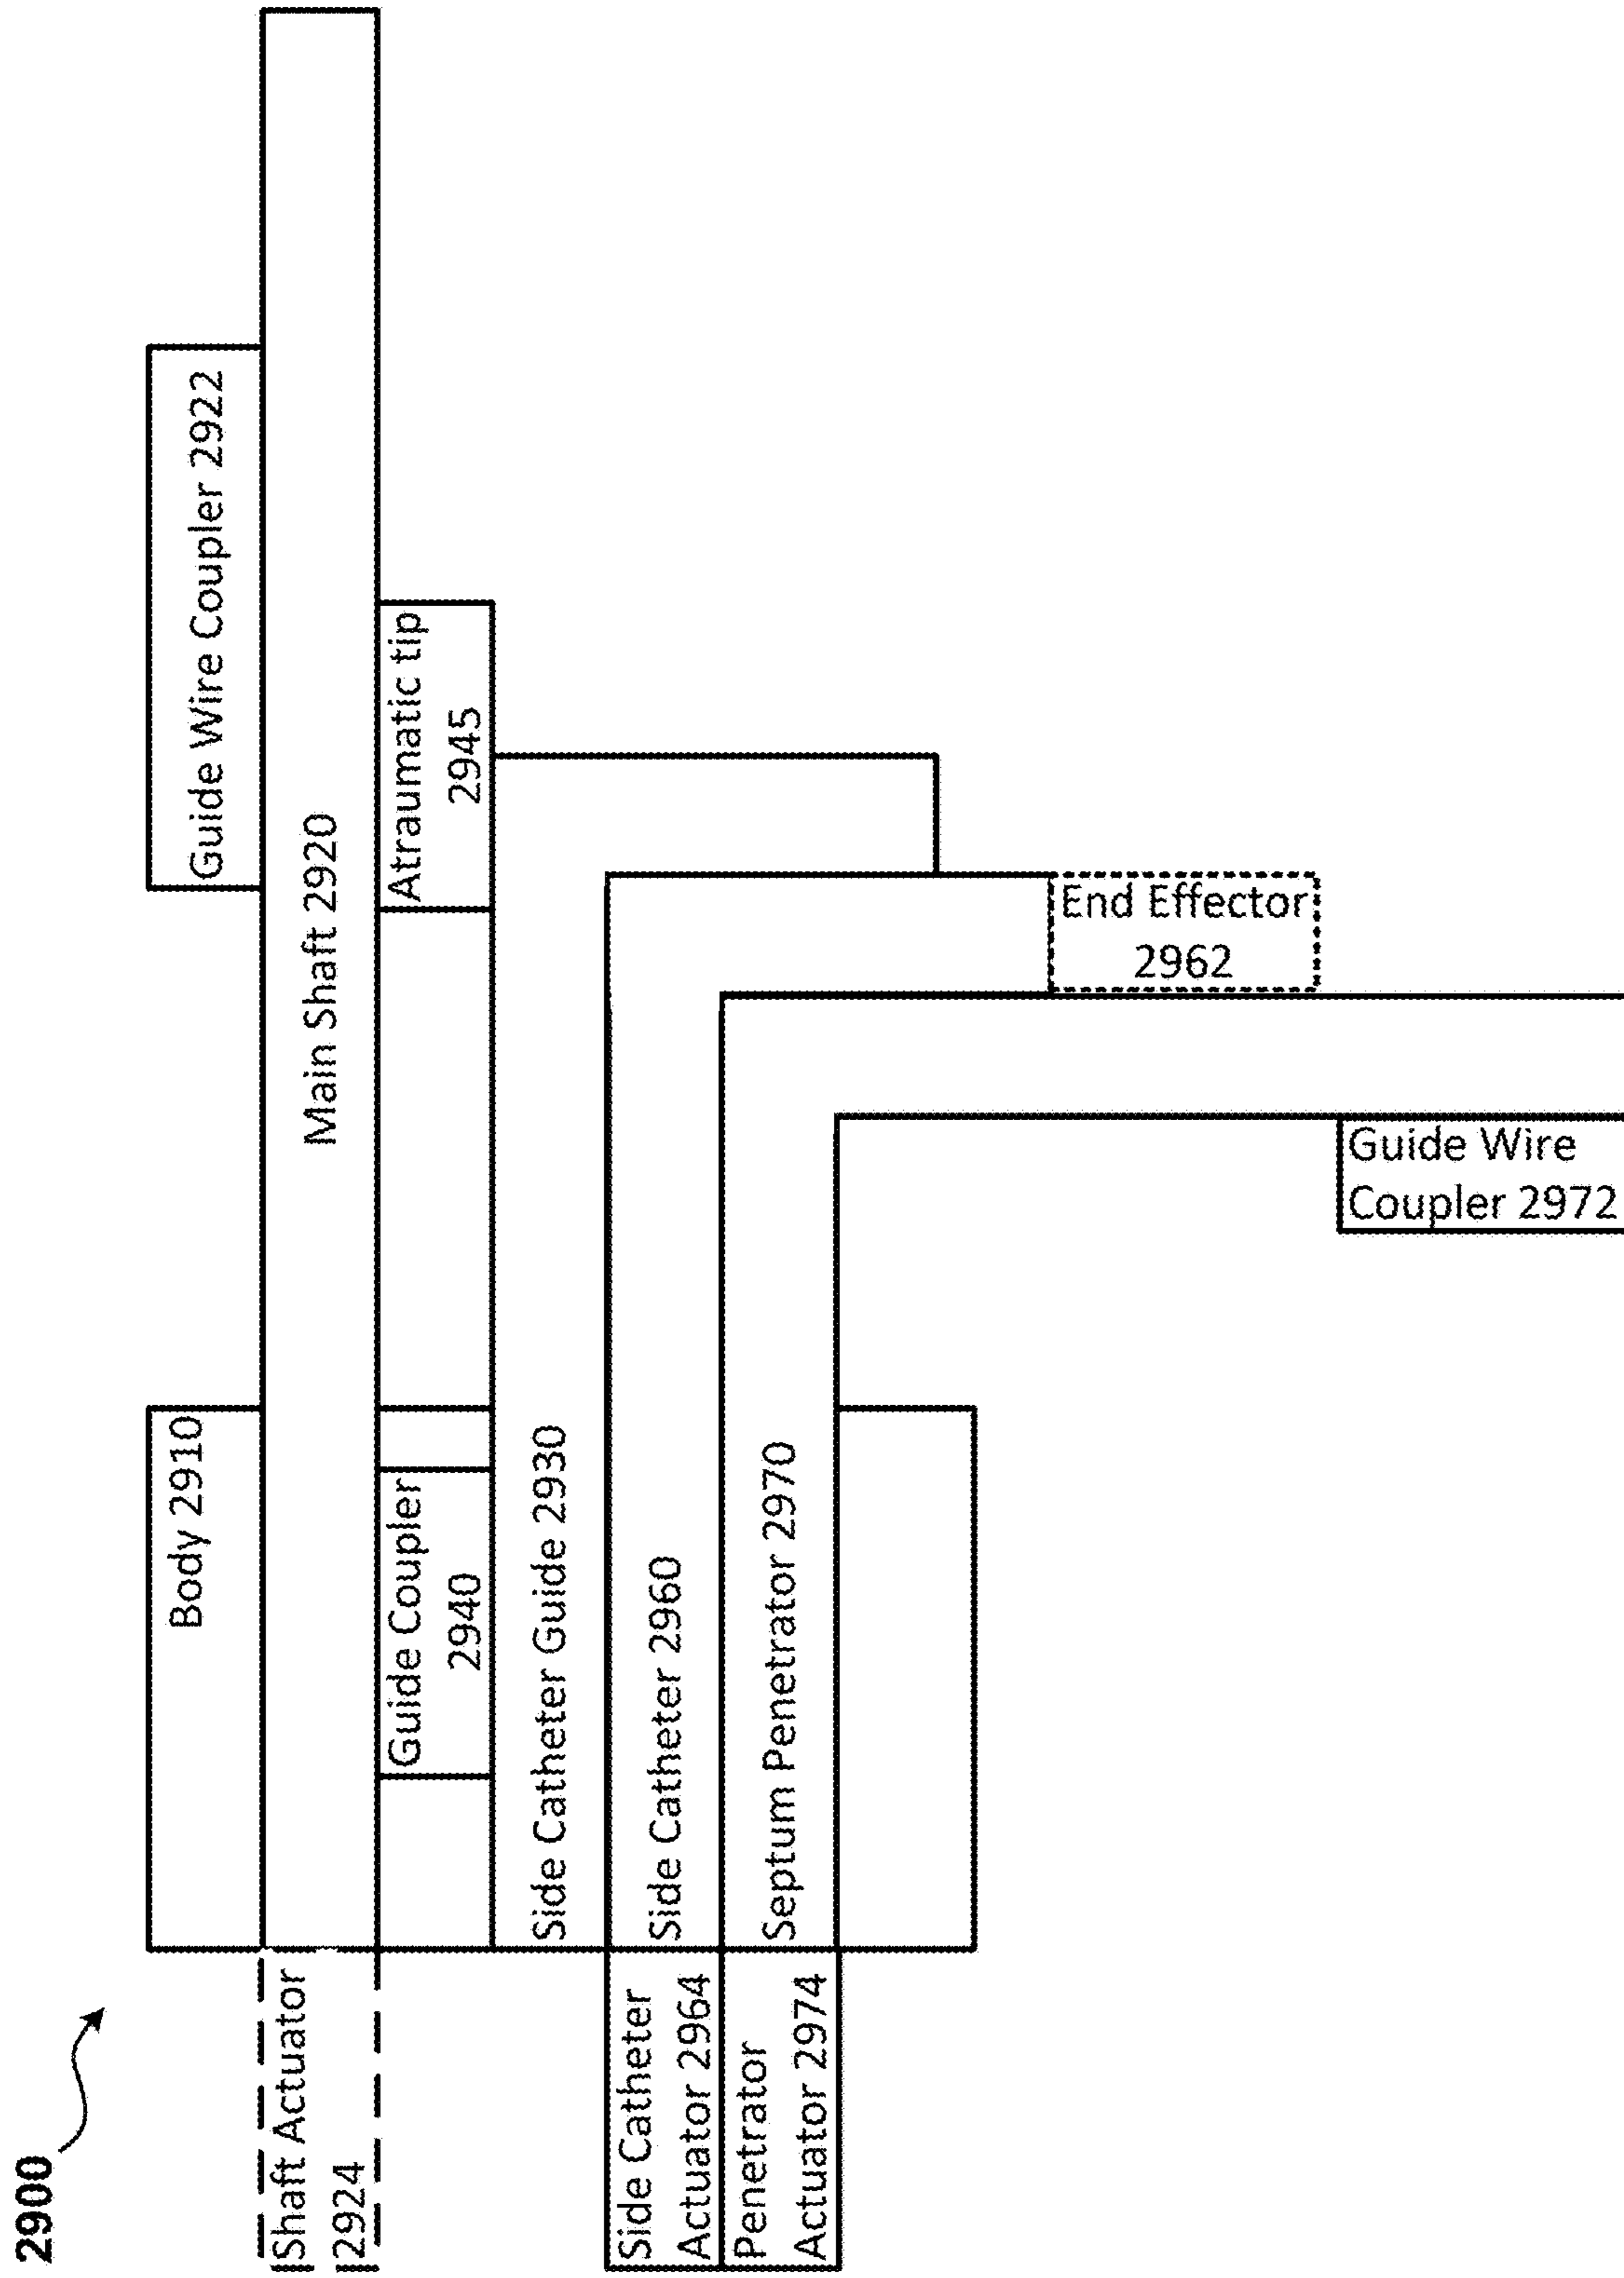 2900
Body 2910
Guide Wire Coupler 2922
Shaft Actuator
2924
Main Shaft 2920
Guide Coupler
2940
Atraumatic tip
2945
Side Catheter Guide 2930
Side Catheter
Actuator 2964
Side Catheter 2960
Penetrator
Actuator 2974
Septum Penetrator 2970
End Effector
2962
Guide Wire
Coupler 2972